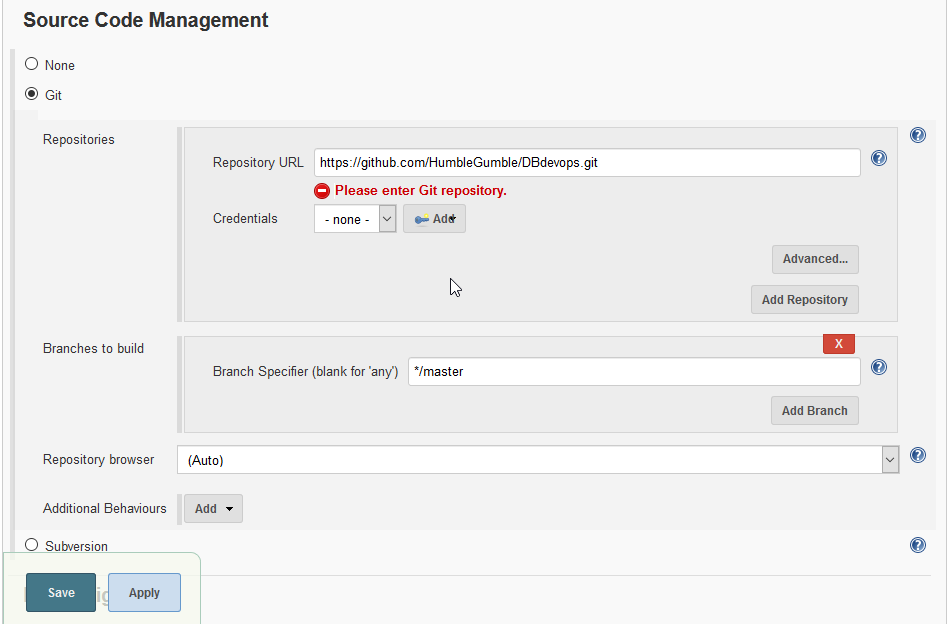 Source Code Management
None
Git
Repositories
Repository URL https://github.com/HumbleGumble/DBdevops.git
Please enter Git repository.
Credentials - none - Add
Advanced...
Add Repository
Branches to build
X
Branch Specifier (blank for 'any') */master
Add Branch
Repository browser (Auto)
Additional Behaviours Add
Subversion
Save Apply